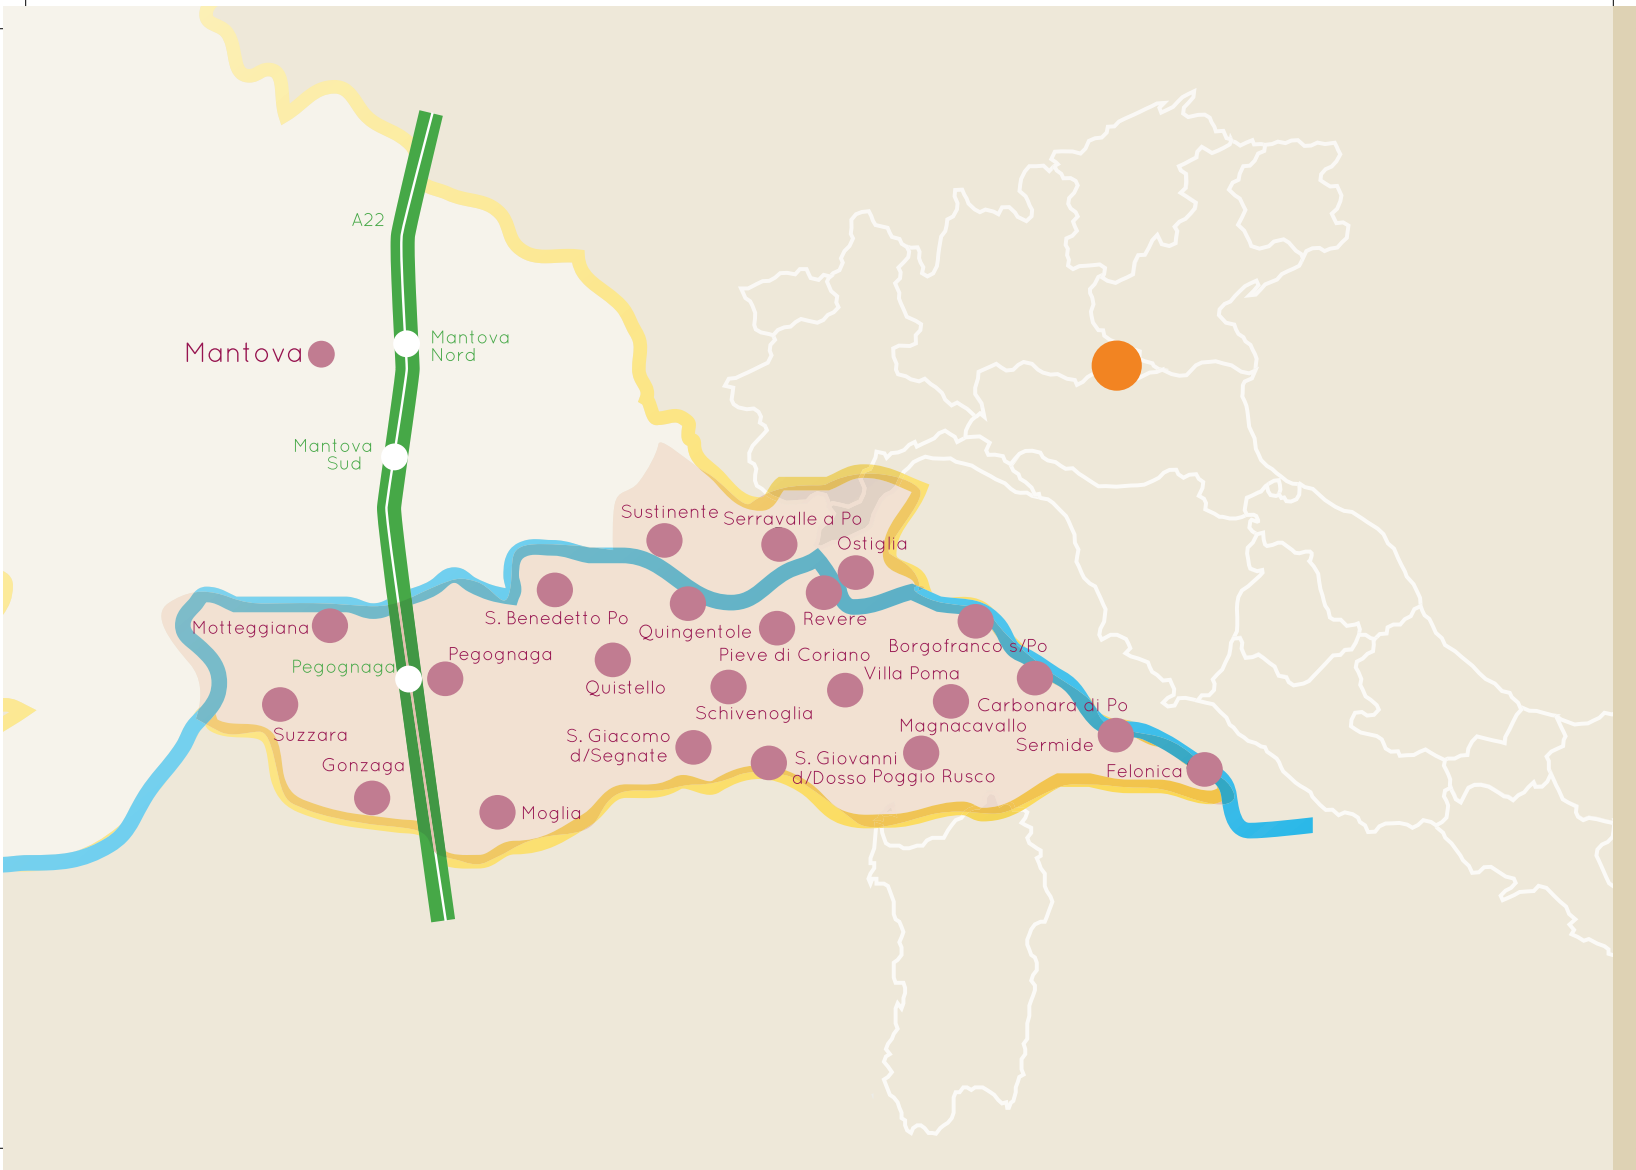 A22
Mantova
Nord
Mantova
Mantova
Sud
Sustinente
Serravalle a Po
Ostiglia
S. Benedetto Po
Revere
Motteggiana
Quingentole
Borgofranco s/Po
Pegognaga
Pieve di Coriano
Pegognaga
Villa Poma
Quistello
Carbonara di Po
Schivenoglia
Magnacavallo
Suzzara
S. Giacomo
d/Segnate
Sermide
S. Giovanni
d/Dosso
Poggio Rusco
Gonzaga
Felonica
Moglia